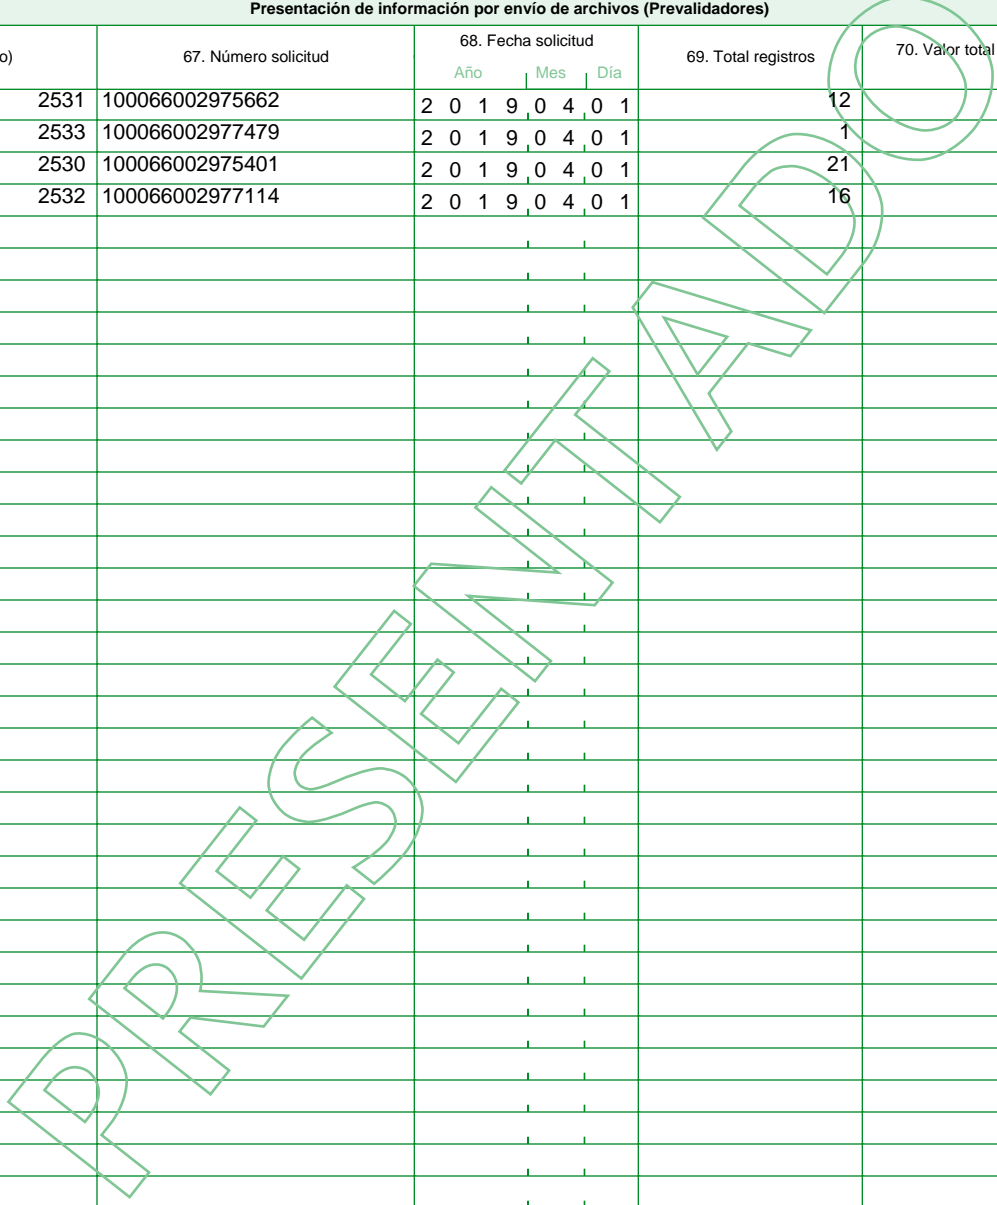 Presentación de información por envío de archivos (Prevalidadores)
o) 67. Número solicitud 68. Fecha solicitud 69. Total registros 70. Valor total
Año Mes Día
2531 100066002975662 2 0 1 9 0 4 0 1 12
2533 100066002977479 2 0 1 9 0 4 0 1 1
2530 100066002975401 2 0 1 9 0 4 0 1 21
2532 100066002977114 2 0 1 9 0 4 0 1 16
PRESENTADO